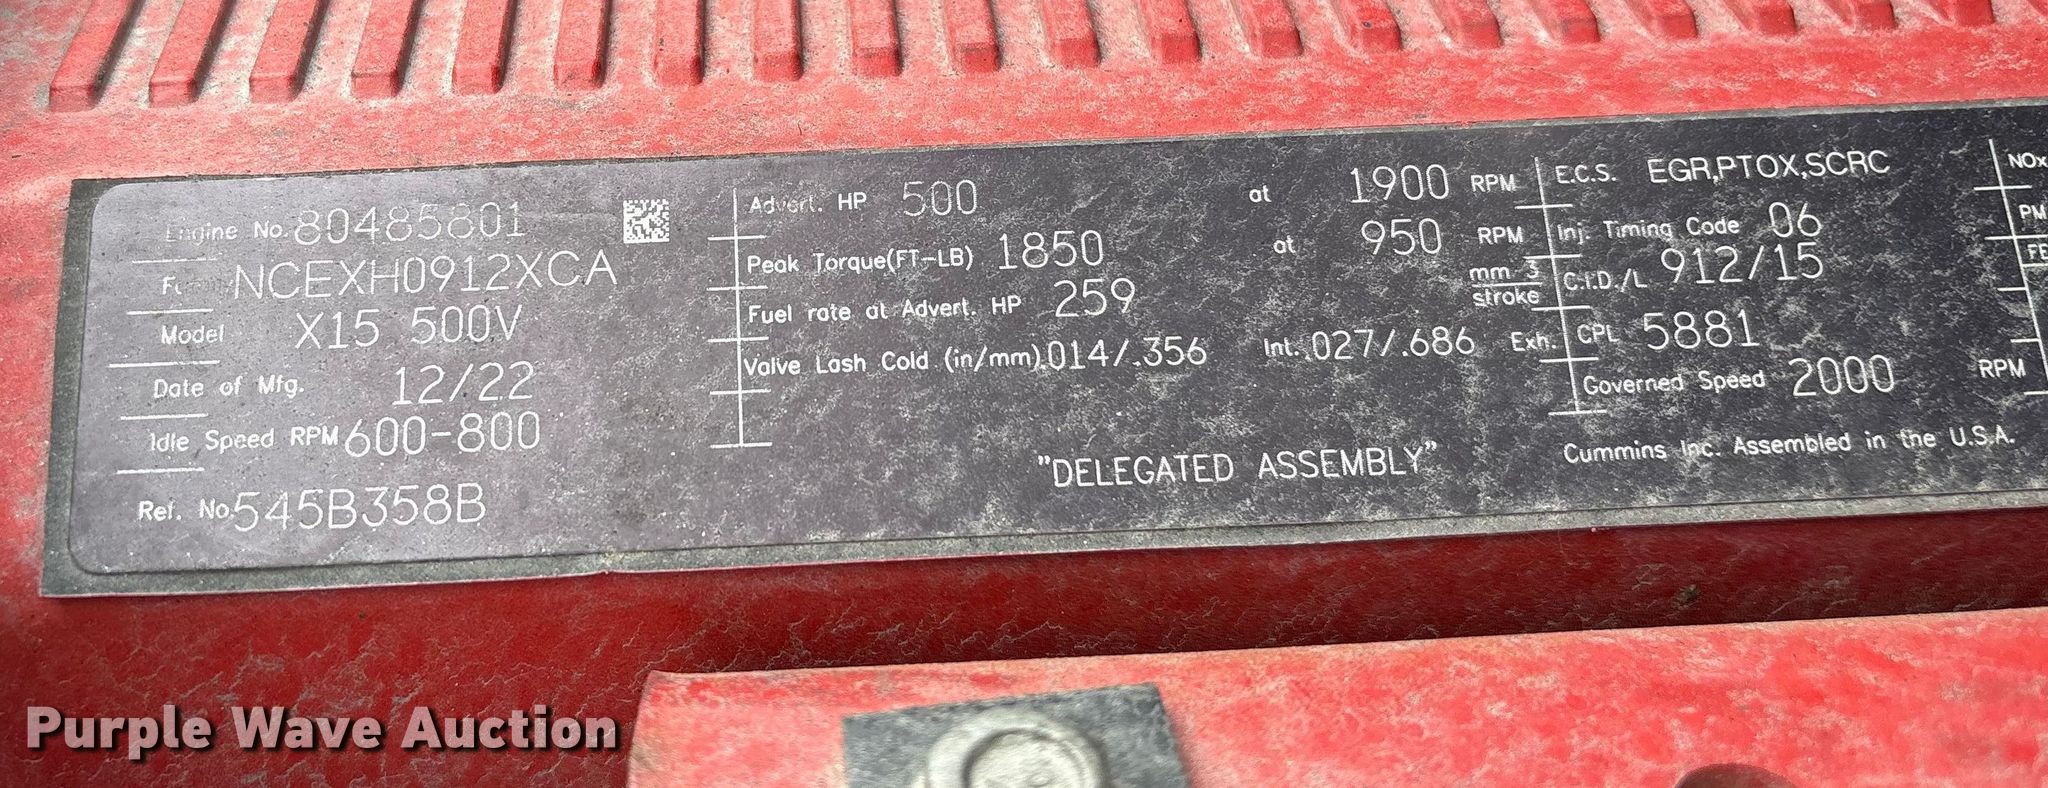 Engine No. 80485801
Family NCEXH0912XCA
Model X15 500V
Date of Mfg. 12/22
Idle Speed RPM 600-800
Ref. No 545B358B
Advert. HP 500 at 1900 RPM
Peak Torque(FT-LB) 1850 at 950 RPM
Fuel rate at Advert. HP 259 mm 3 stroke
Valve Lash Cold (in/mm) .014/.356 Int. .027/.686 Exh.
"DELEGATED ASSEMBLY"
E.C.S. EGR,PTOX,SCRC
Inj. Timing Code 06
C.I.D./L 912/15
CPL 5881
Governed Speed 2000 RPM
Cummins Inc. Assembled in the U.S.A.
NOx
PM
FE
Purple Wave Auction